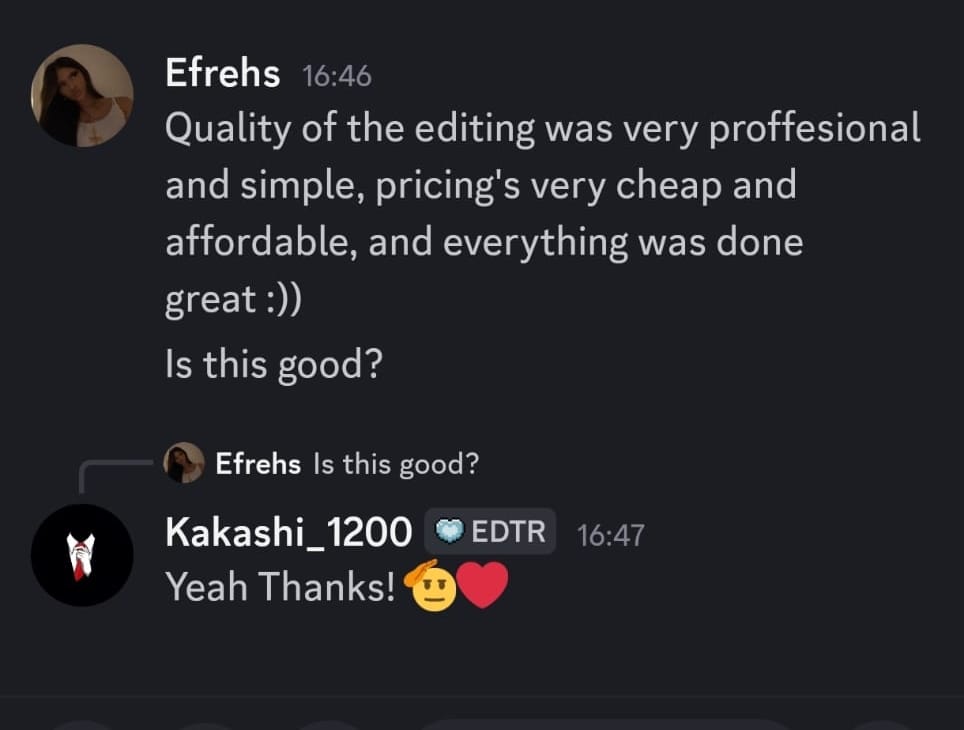 Efrehs 16:46
Quality of the editing was very proffesional
and simple, pricing's very cheap and
affordable, and everything was done
great :))
Is this good?
Efrehs Is this good?
Kakashi_1200 EDTR 16:47
Yeah Thanks! 🫡❤️